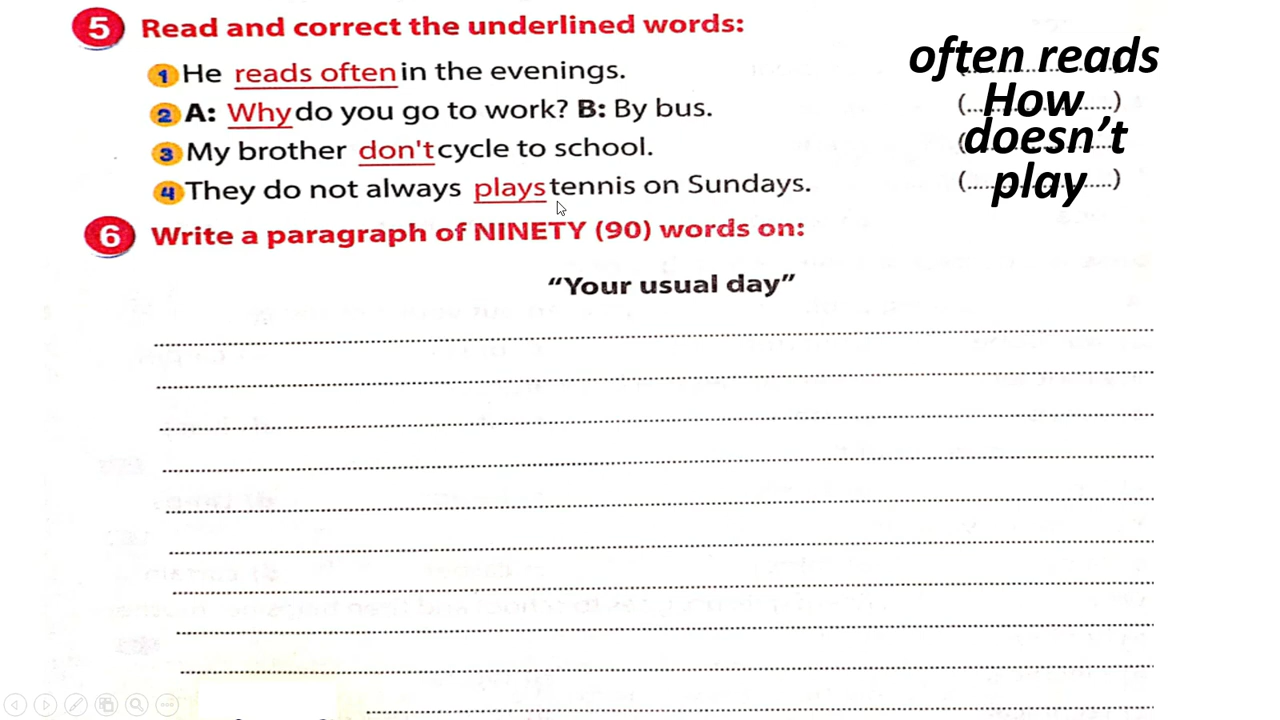 5 Read and correct the underlined words:
1 He reads often in the evenings. (..................) often reads
2 A: Why do you go to work? B: By bus. (..................) How
3 My brother don't cycle to school. (..................) doesn’t
4 They do not always plays tennis on Sundays. (..................) play
6 Write a paragraph of NINETY (90) words on:
“Your usual day”